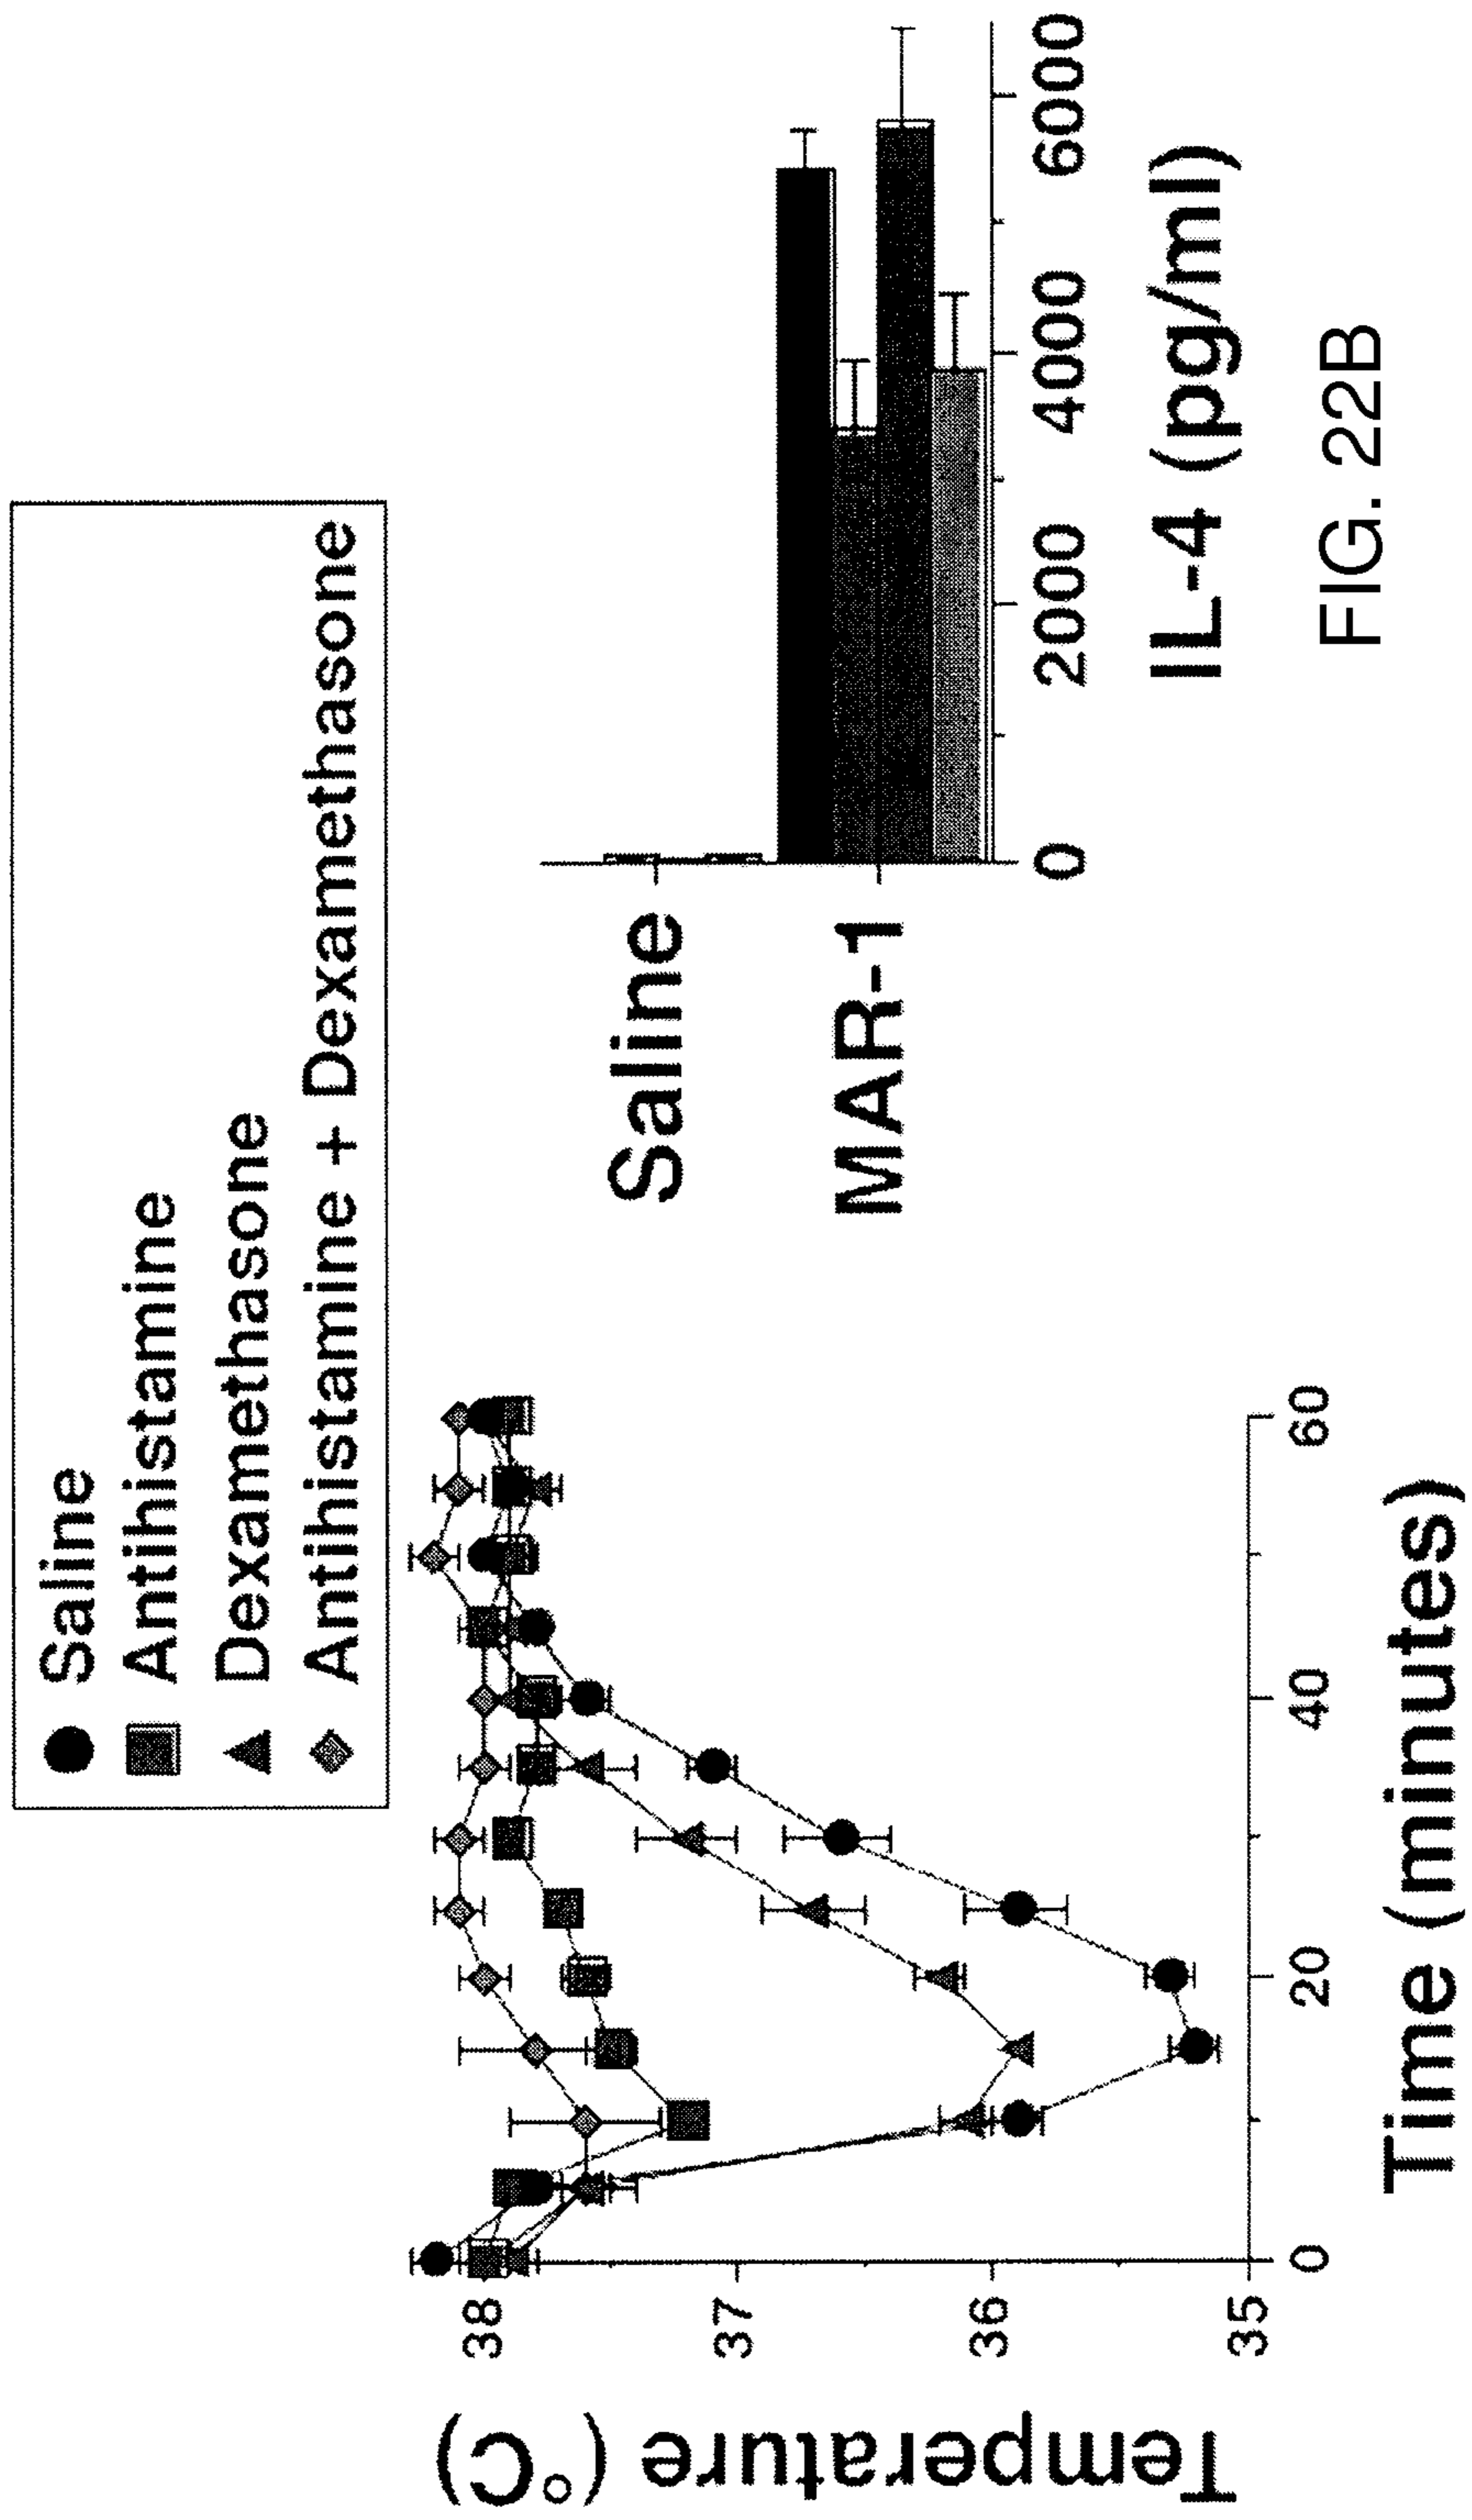 Saline
Antihistamine
Dexamethasone
Antihistamine + Dexamethasone
Temperature (°C)
38
37
36
35
0
20
40
60
Time (minutes)
Saline
MAR-1
0
2000
4000
6000
IL-4 (pg/ml)
FIG. 22B